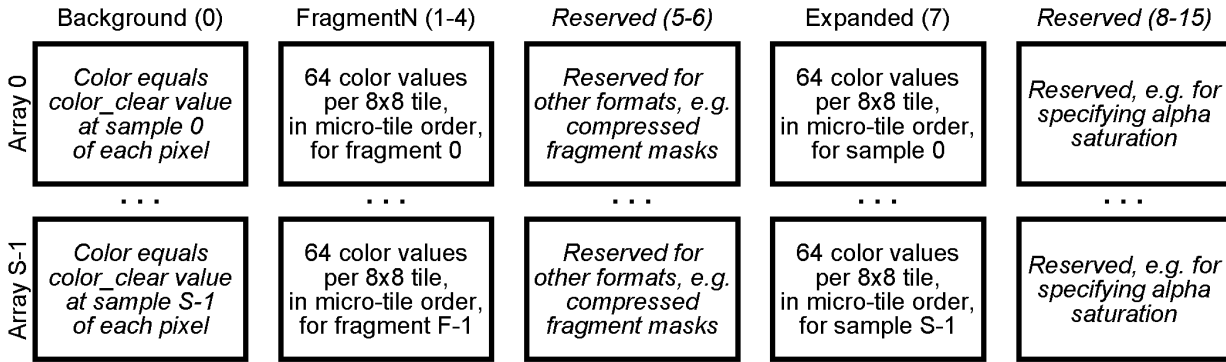 Background (0)
FragmentN (1-4)
Reserved (5-6)
Expanded (7)
Reserved (8-15)
Array 0
Color equals
color_clear value
at sample 0
of each pixel
64 color values
per 8x8 tile,
in micro-tile order,
for fragment 0
Reserved for
other formats, e.g.
compressed
fragment masks
64 color values
per 8x8 tile,
in micro-tile order,
for sample 0
Reserved, e.g. for
specifying alpha
saturation
...
...
...
...
...
Array S-1
Color equals
color_clear value
at sample S-1
of each pixel
64 color values
per 8x8 tile,
in micro-tile order,
for fragment F-1
Reserved for
other formats, e.g.
compressed
fragment masks
64 color values
per 8x8 tile,
in micro-tile order,
for sample S-1
Reserved, e.g. for
specifying alpha
saturation